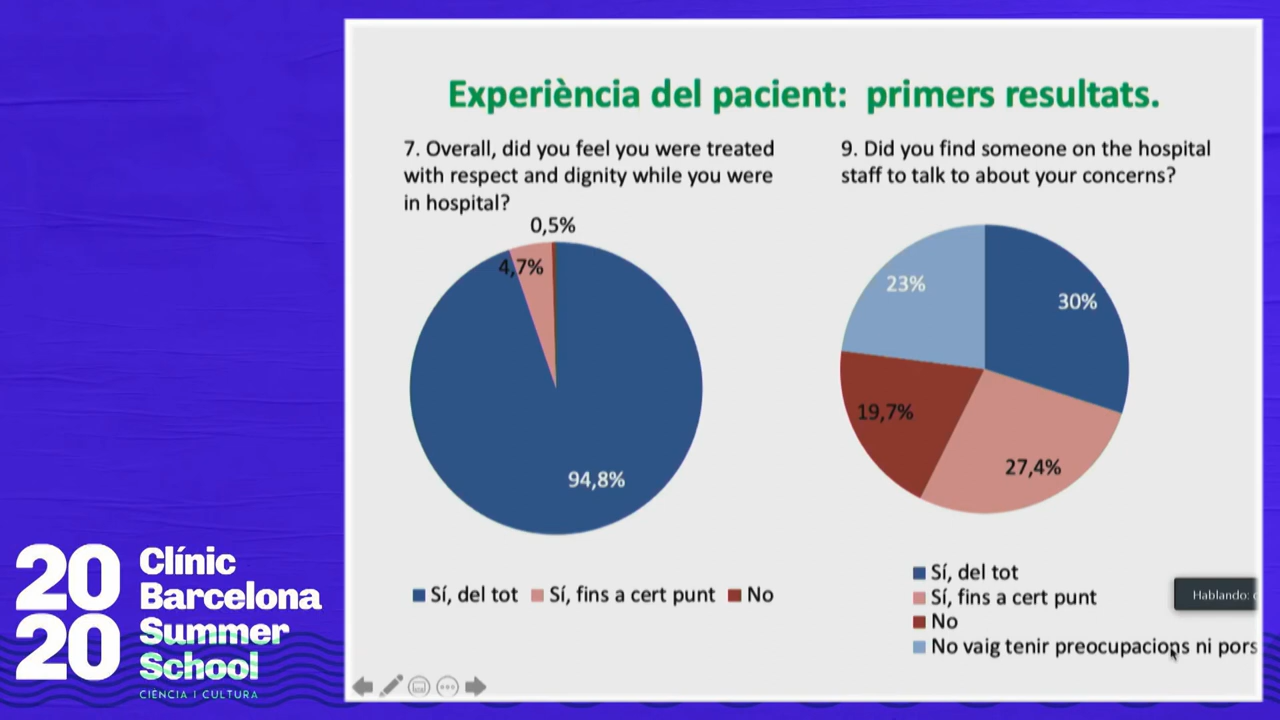 Experiència del pacient: primers resultats.
7. Overall, did you feel you were treated
with respect and dignity while you were
in hospital?
0,5%
4,7%
94,8%
Sí, del tot Sí, fins a cert punt No
9. Did you find someone on the hospital
staff to talk to about your concerns?
23%
30%
19,7%
27,4%
Sí, del tot
Sí, fins a cert punt
No
No vaig tenir preocupacions ni pors
Hablando:
20
20
Clínic
Barcelona
Summer
School
CIÈNCIA I CULTURA